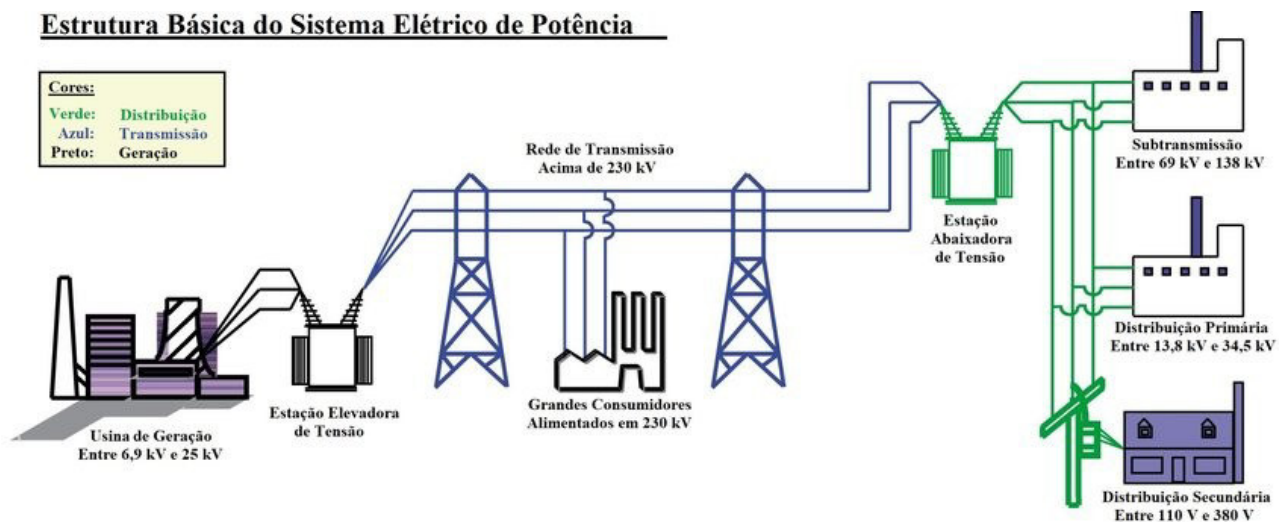 Estrutura Básica do Sistema Elétrico de Potência
Cores:
Verde: Distribuição
Azul: Transmissão
Preto: Geração
Rede de Transmissão
Acima de 230 kV
Subtransmissão
Entre 69 kV e 138 kV
Estação
Abaixadora
de Tensão
Distribuição Primária
Entre 13,8 kV e 34,5 kV
Estação Elevadora
de Tensão
Grandes Consumidores
Alimentados em 230 kV
Usina de Geração
Entre 6,9 kV e 25 kV
Distribuição Secundária
Entre 110 V e 380 V